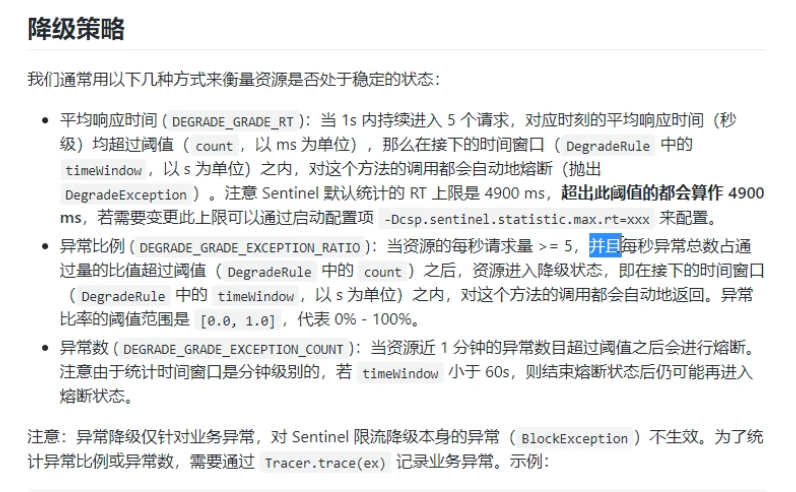 降级策略
我们通常用以下几种方式来衡量资源是否处于稳定的状态：
平均响应时间 (DEGRADE_GRADE_RT)：当 1s 内持续进入 5 个请求，对应时刻的平均响应时间（秒
级）均超过阈值（ count ，以 ms 为单位），那么在接下的时间窗口（ DegradeRule 中的
timeWindow ，以 s 为单位）之内，对这个方法的调用都会自动地熔断（抛出
DegradeException ）。注意 Sentinel 默认统计的 RT 上限是 4900 ms，超出此阈值的都会算作 4900
ms，若需要变更此上限可以通过启动配置项 -Dcsp.sentinel.statistic.max.rt=xxx 来配置。
异常比例 (DEGRADE_GRADE_EXCEPTION_RATIO)：当资源的每秒请求量 >= 5，并且每秒异常总数占通
过量的比值超过阈值（ DegradeRule 中的 count ）之后，资源进入降级状态，即在接下的时间窗口
（ DegradeRule 中的 timeWindow ，以 s 为单位）之内，对这个方法的调用都会自动地返回。异常
比率的阈值范围是 [0.0, 1.0] ，代表 0% - 100%。
异常数 (DEGRADE_GRADE_EXCEPTION_COUNT)：当资源近 1 分钟的异常数目超过阈值之后会进行熔断。
注意由于统计时间窗口是分钟级别的，若 timeWindow 小于 60s，则结束熔断状态后仍可能再进入
熔断状态。
注意：异常降级仅针对业务异常，对 Sentinel 限流降级本身的异常（ BlockException ）不生效。为了统
计异常比例或异常数，需要通过 Tracer.trace(ex) 记录业务异常。示例：